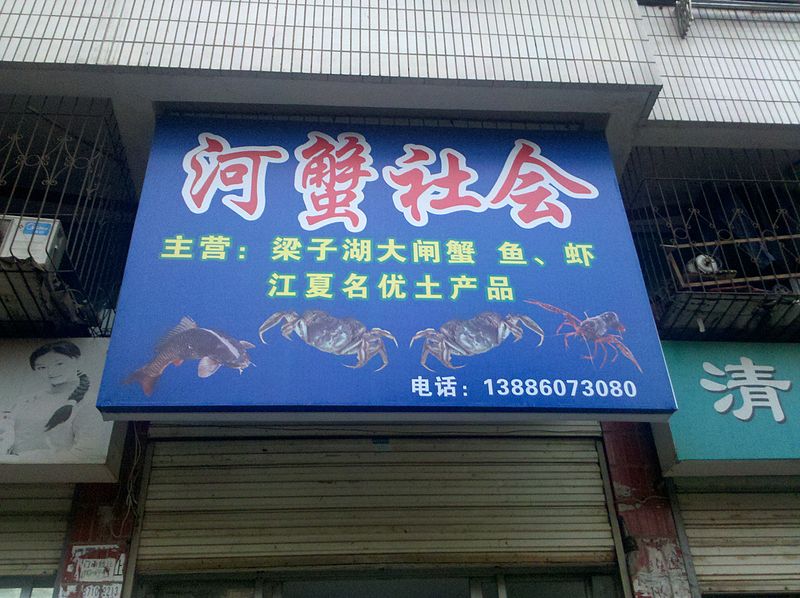 河蟹社会
主营：梁子湖大闸蟹 鱼、虾
江夏名优土产品
电话：13886073080
清